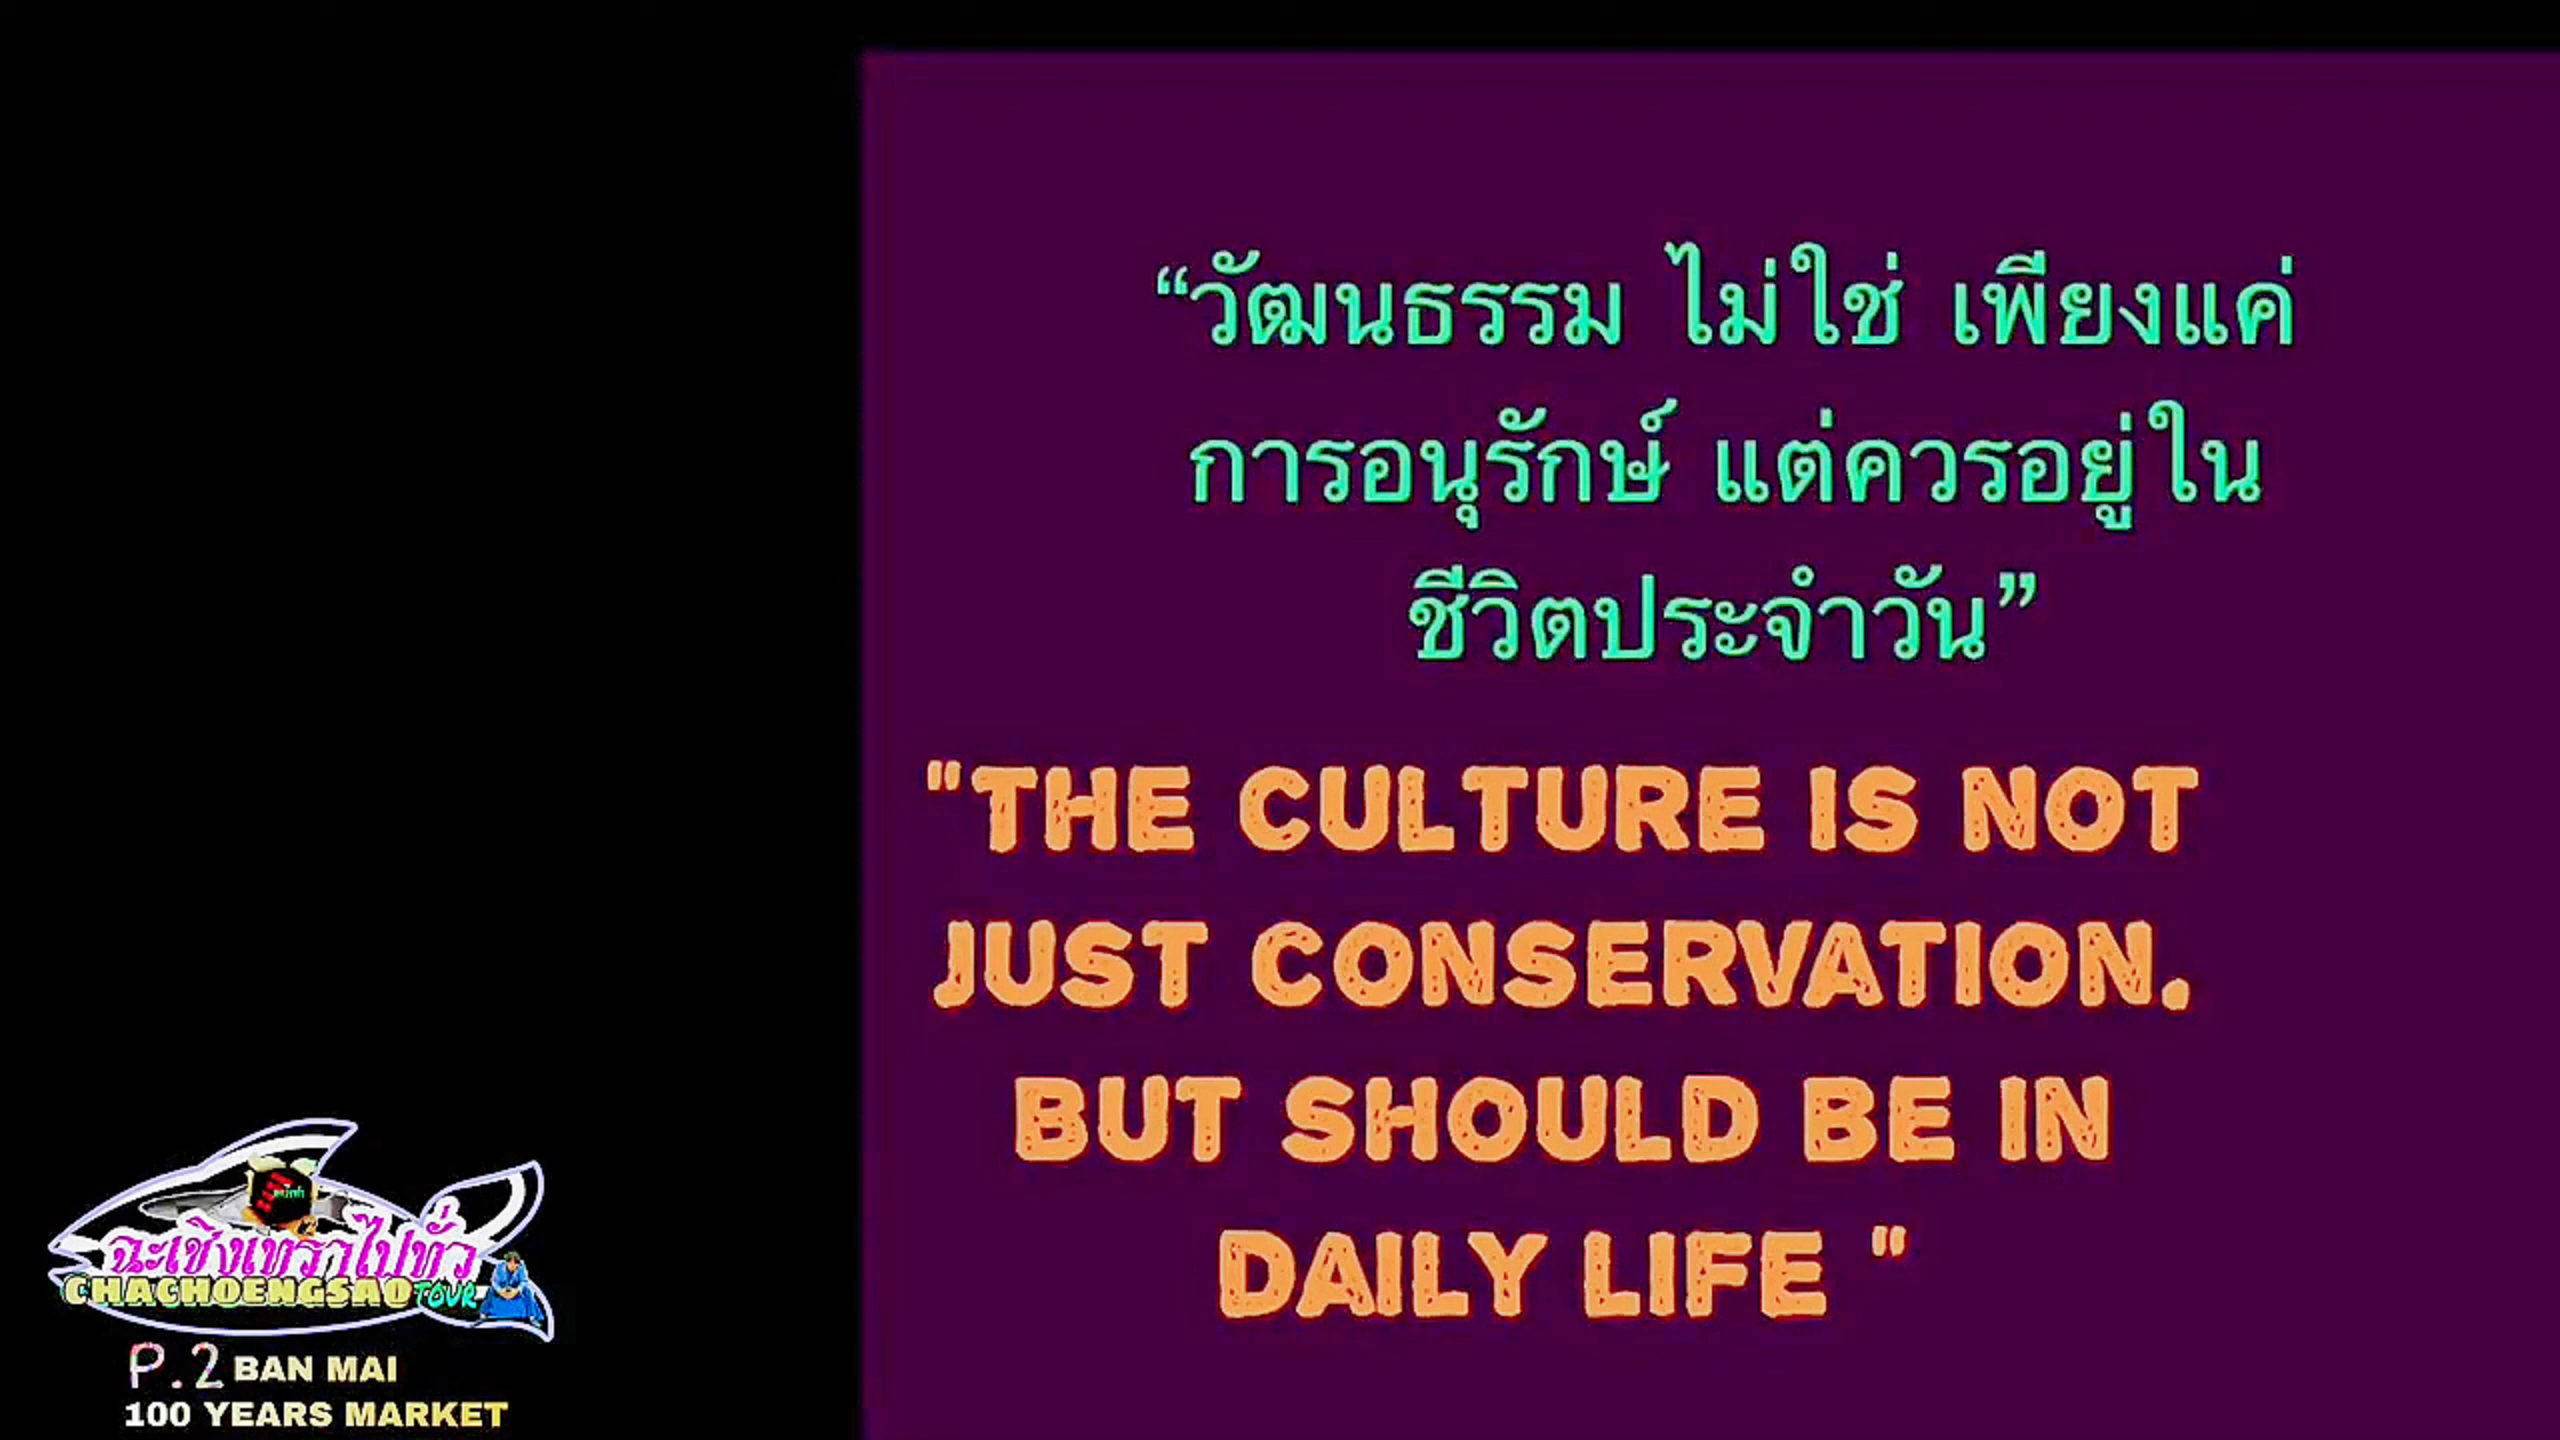 “วัฒนธรรม ไม่ใช่ เพียงแค่
การอนุรักษ์ แต่ควรอยู่ใน
ชีวิตประจำวัน”
"THE CULTURE IS NOT
JUST CONSERVATION.
BUT SHOULD BE IN
DAILY LIFE "
ฉะเชิงเทราไปทั่ว
CHACHOENGSAO TOUR
P.2 BAN MAI
100 YEARS MARKET